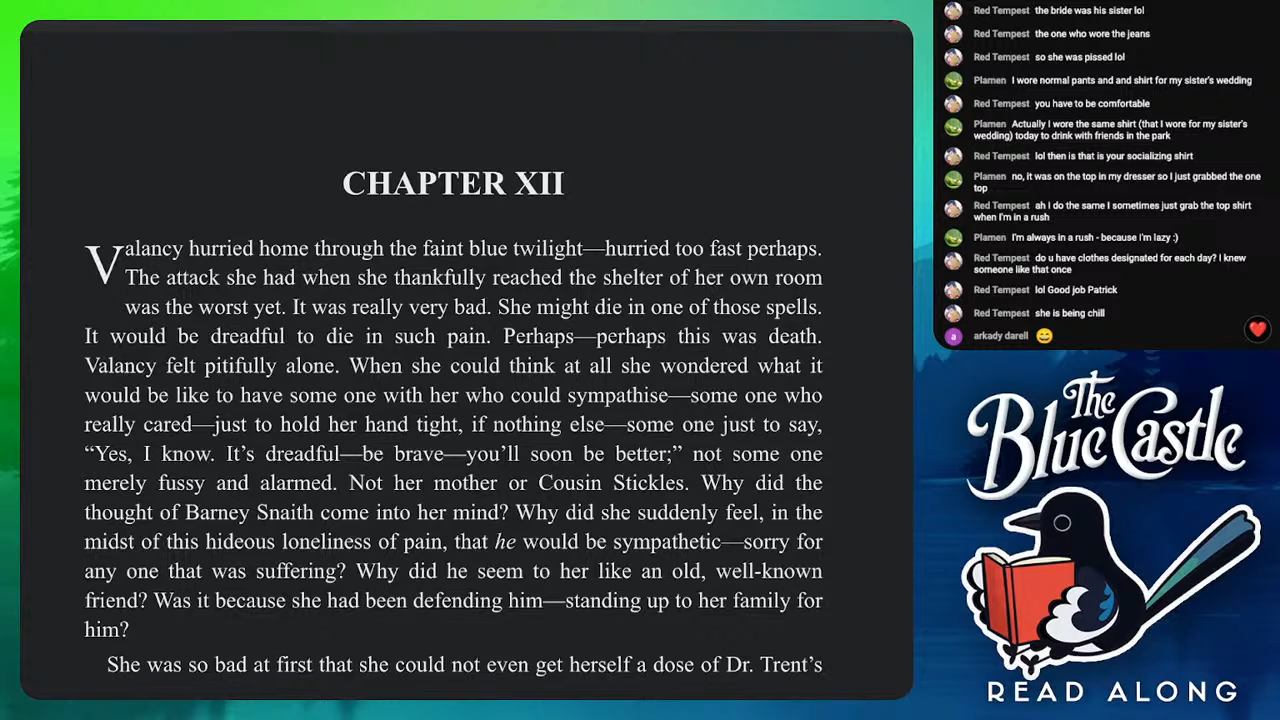 CHAPTER XII
Valancy hurried home through the faint blue twilight—hurried too fast perhaps.
The attack she had when she thankfully reached the shelter of her own room
was the worst yet. It was really very bad. She might die in one of those spells.
It would be dreadful to die in such pain. Perhaps—perhaps this was death.
Valancy felt pitifully alone. When she could think at all she wondered what it
would be like to have some one with her who could sympathise—some one who
really cared—just to hold her hand tight, if nothing else—some one just to say,
“Yes, I know. It’s dreadful—be brave—you’ll soon be better;” not some one
merely fussy and alarmed. Not her mother or Cousin Stickles. Why did the
thought of Barney Snaith come into her mind? Why did she suddenly feel, in the
midst of this hideous loneliness of pain, that he would be sympathetic—sorry for
any one that was suffering? Why did he seem to her like an old, well-known
friend? Was it because she had been defending him—standing up to her family for
him?
She was so bad at first that she could not even get herself a dose of Dr. Trent’s
Red Tempest the bride was his sister lol
Red Tempest the one who wore the jeans
Red Tempest so she was pissed lol
Plamen I wore normal pants and and shirt for my sister's wedding
Red Tempest you have to be comfortable
Plamen Actually I wore the same shirt (that I wore for my sister's
wedding) today to drink with friends in the park
Red Tempest lol then is that is your socializing shirt
Plamen no, it was on the top in my dresser so I just grabbed the one
top
Red Tempest ah I do the same I sometimes just grab the top shirt
when I'm in a rush
Plamen I'm always in a rush - because I'm lazy :)
Red Tempest do u have clothes designated for each day? I knew
someone like that once
Red Tempest lol Good job Patrick
Red Tempest she is being chill
a arkady darell 😄
The
Blue Castle
READ ALONG